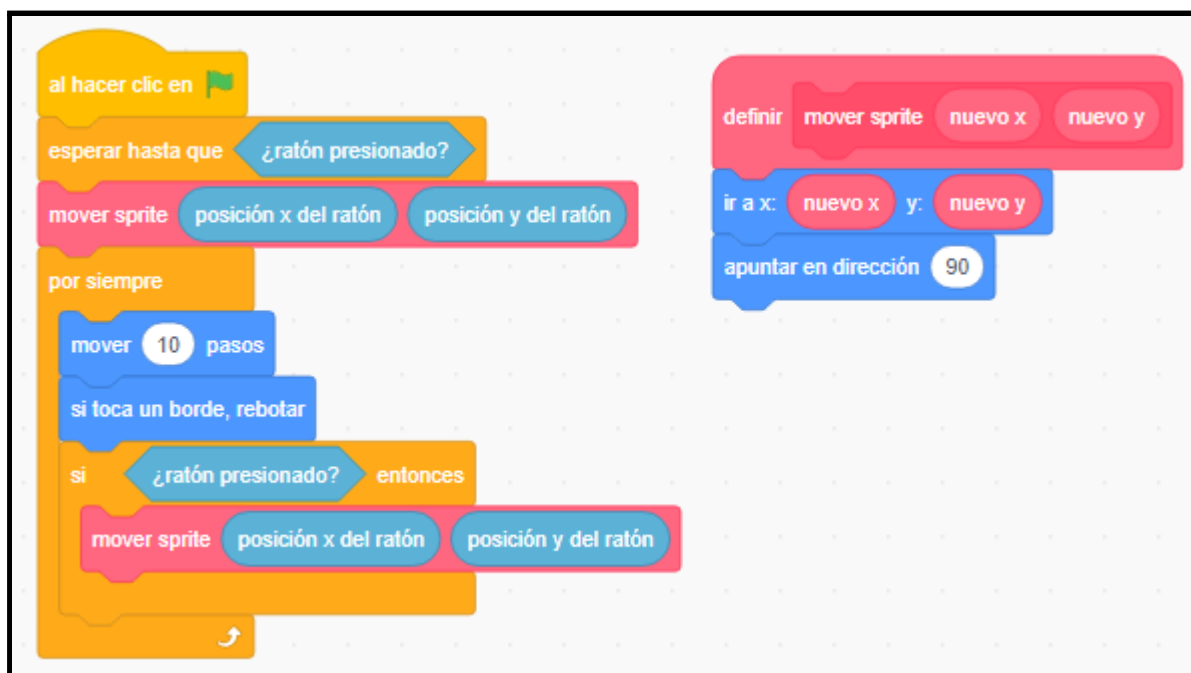 al hacer clic en
esperar hasta que ¿ratón presionado?
mover sprite posición x del ratón posición y del ratón
por siempre
mover 10 pasos
si toca un borde, rebotar
si ¿ratón presionado? entonces
mover sprite posición x del ratón posición y del ratón
definir mover sprite nuevo x nuevo y
ir a x: nuevo x y: nuevo y
apuntar en dirección 90